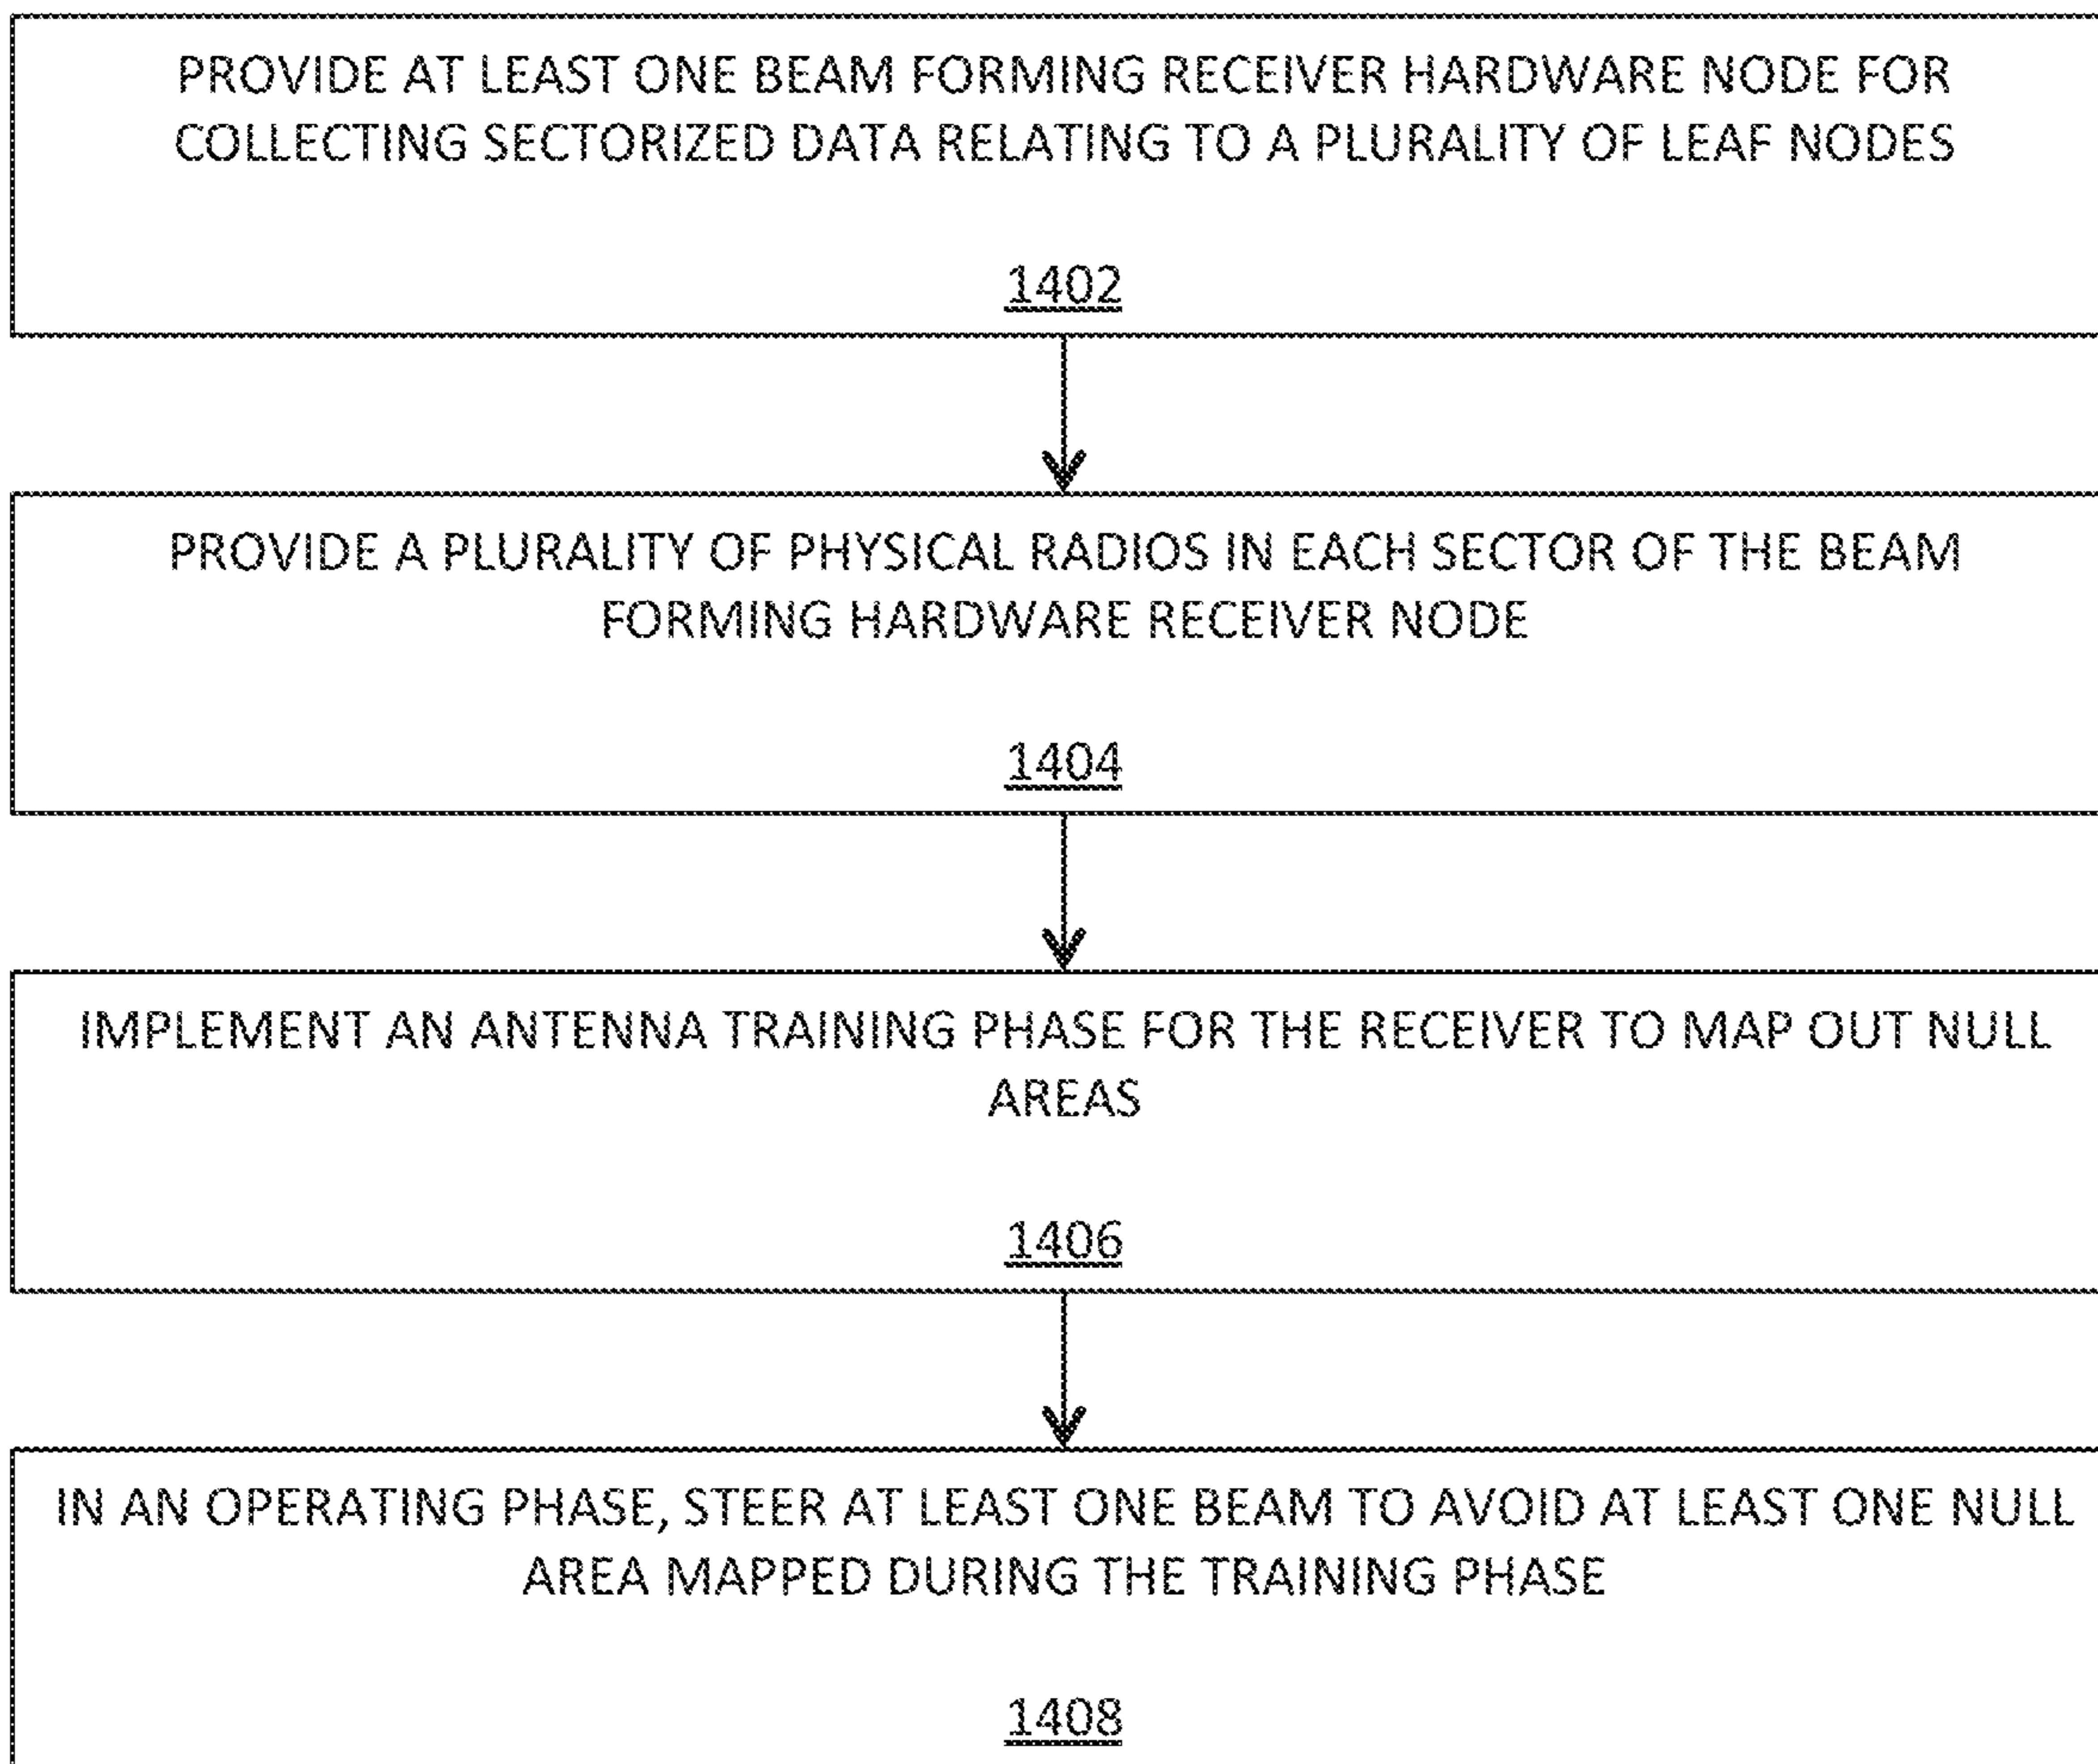 PROVIDE AT LEAST ONE BEAM FORMING RECEIVER HARDWARE NODE FOR
COLLECTING SECTORIZED DATA RELATING TO A PLURALITY OF LEAF NODES
1402
PROVIDE A PLURALITY OF PHYSICAL RADIOS IN EACH SECTOR OF THE BEAM
FORMING HARDWARE RECEIVER NODE
1404
IMPLEMENT AN ANTENNA TRAINING PHASE FOR THE RECEIVER TO MAP OUT NULL
AREAS
1406
IN AN OPERATING PHASE, STEER AT LEAST ONE BEAM TO AVOID AT LEAST ONE NULL
AREA MAPPED DURING THE TRAINING PHASE
1408